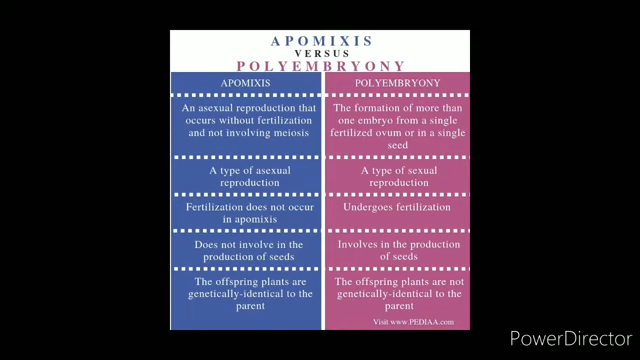 APOMIXIS
VERSUS
POLYEMBRYONY
APOMIXIS
An asexual reproduction that
occurs without fertilization
and not involving meiosis
A type of asexual
reproduction
Fertilization does not occur
in apomixis
Does not involve in the
production of seeds
The offspring plants are
genetically-identical to the
parent
POLYEMBRYONY
The formation of more than
one embryo from a single
fertilized ovum or in a single
seed
A type of sexual
reproduction
Undergoes fertilization
Involves in the production
of seeds
The offspring plants are not
genetically-identical to the
parent
Visit www.PEDIAA.com
PowerDirector